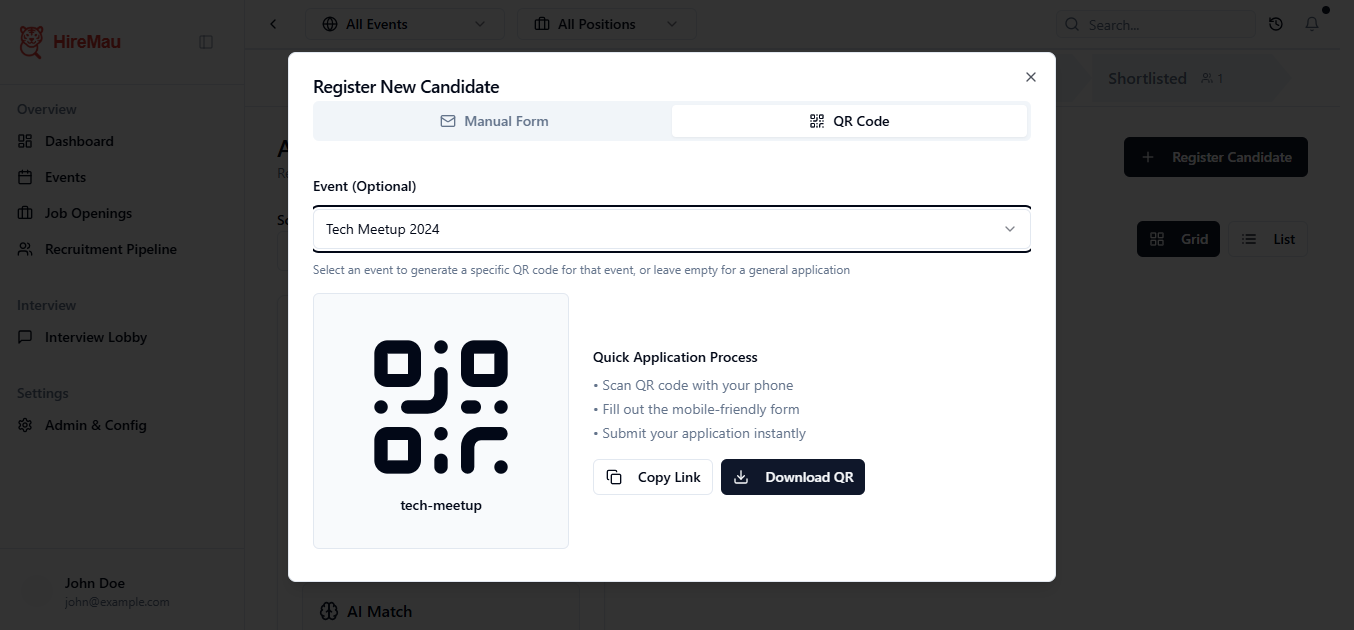 HireMau
All Events
All Positions
Search...
Register New Candidate
Manual Form
QR Code
Event (Optional)
Tech Meetup 2024
Select an event to generate a specific QR code for that event, or leave empty for a general application
tech-meetup
Quick Application Process
• Scan QR code with your phone
• Fill out the mobile-friendly form
• Submit your application instantly
Copy Link
Download QR
Overview
Dashboard
Events
Job Openings
Recruitment Pipeline
Interview
Interview Lobby
Settings
Admin & Config
John Doe
john@example.com
Shortlisted 1
Register Candidate
Grid
List
AI Match